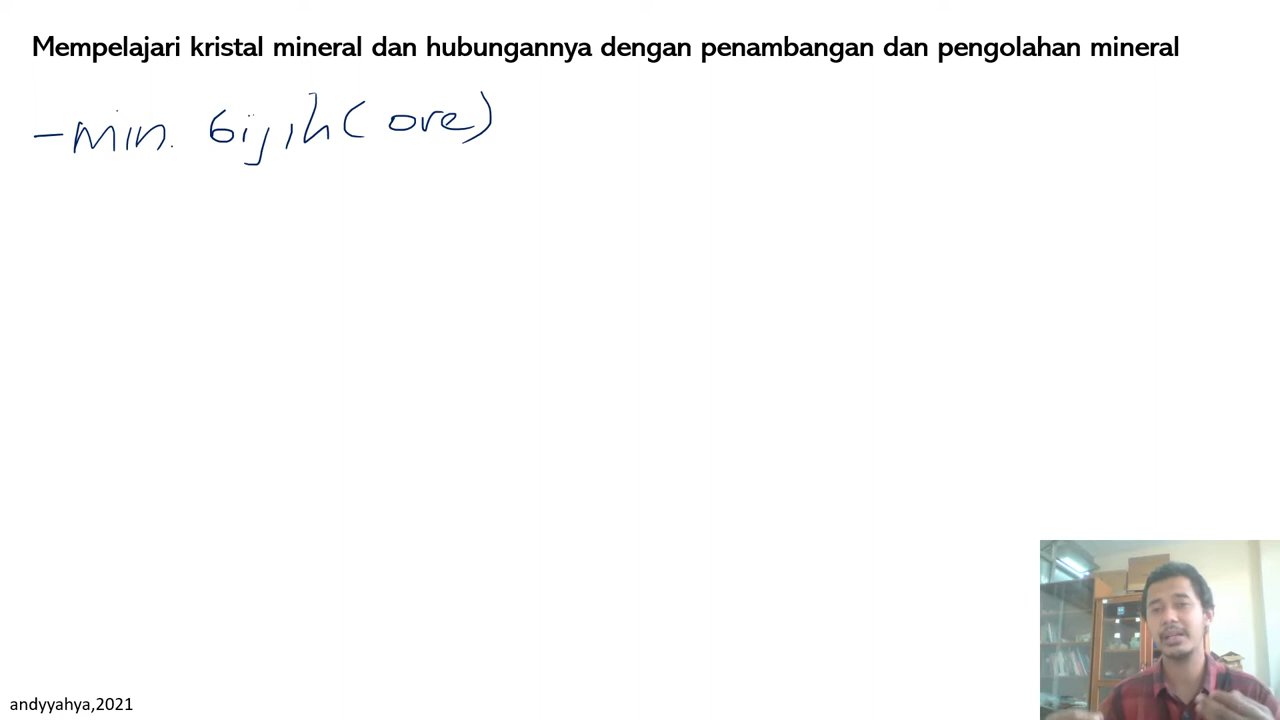 Mempelajari kristal mineral dan hubungannya dengan penambangan dan pengolahan mineral
- min. bijih (ore)
andyyahya,2021